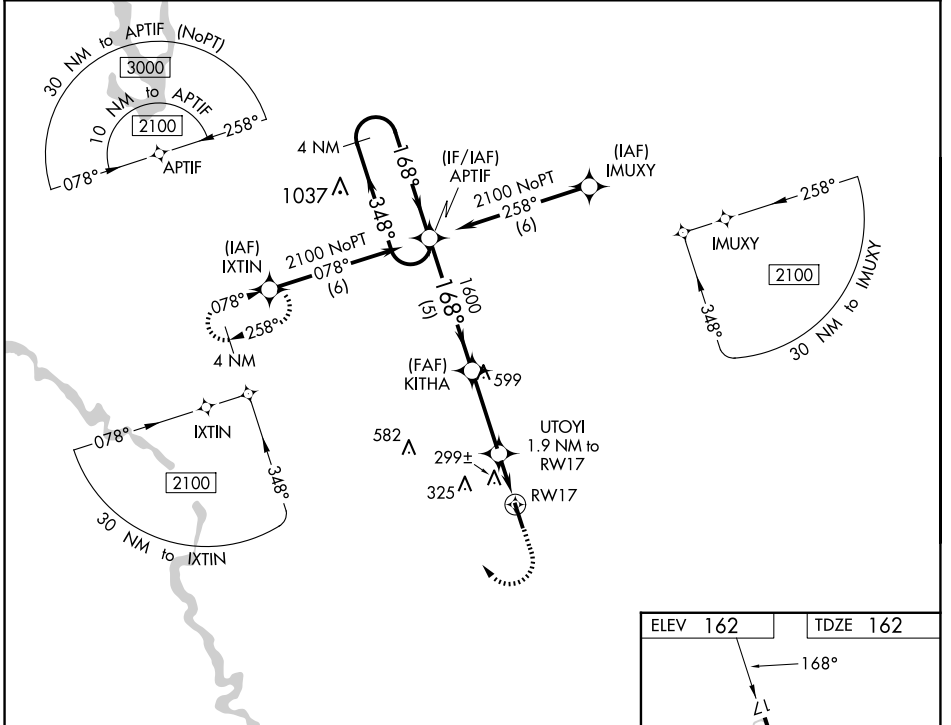 30 NM to APTIF (NoPT)
3000
10 NM to APTIF
2100
258°
078°
APTIF
4 NM
168°
348°
1037
(IF/IAF)
APTIF
(IAF)
IMUXY
2100 NoPT
258°
(6)
(IAF)
IXTIN
2100 NoPT
078°
(6)
078°
258°
4 NM
1600
168°
(5)
258°
IMUXY
2100
348°
30 NM to IMUXY
(FAF)
KITHA
599
078°
IXTIN
348°
2100
30 NM to IXTIN
582
UTOYI
1.9 NM to
RW17
299±
325
RW17
ELEV 162
TDZE 162
168°
17